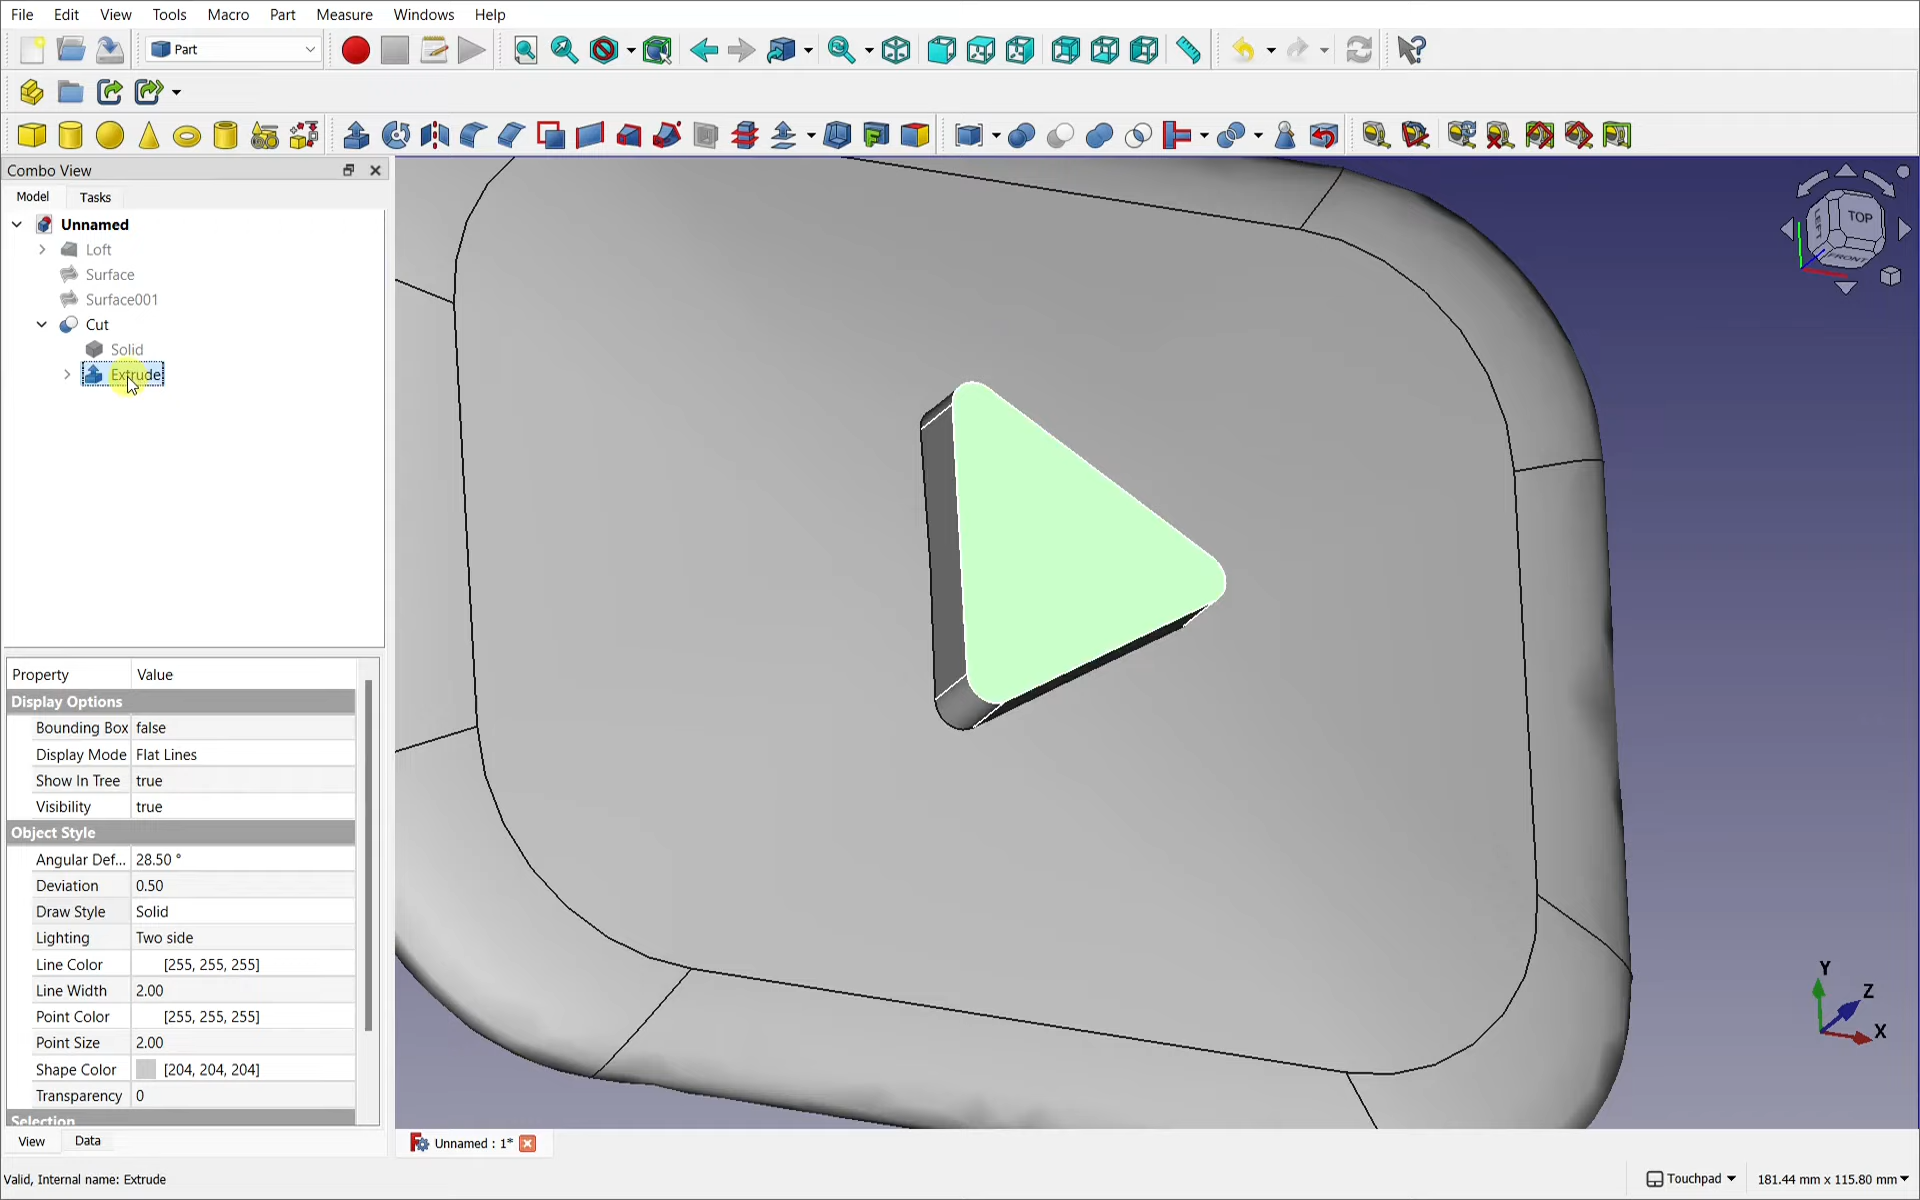 File Edit View Tools Macro Part Measure Windows Help
Part
Combo View
Model Tasks
Unnamed
Loft
Surface
Surface001
Cut
Solid
Extrude
TOP
LEFT
FRONT
Property Value
Display Options
Bounding Box false
Display Mode Flat Lines
Show In Tree true
Visibility true
Object Style
Angular Def... 28.50 °
Deviation 0.50
Draw Style Solid
Lighting Two side
Line Color [255, 255, 255]
Line Width 2.00
Point Color [255, 255, 255]
Point Size 2.00
Shape Color [204, 204, 204]
Transparency 0
Selection
View Data
Y
Z
X
Unnamed : 1*
Valid, Internal name: Extrude
Touchpad 181.44 mm x 115.80 mm